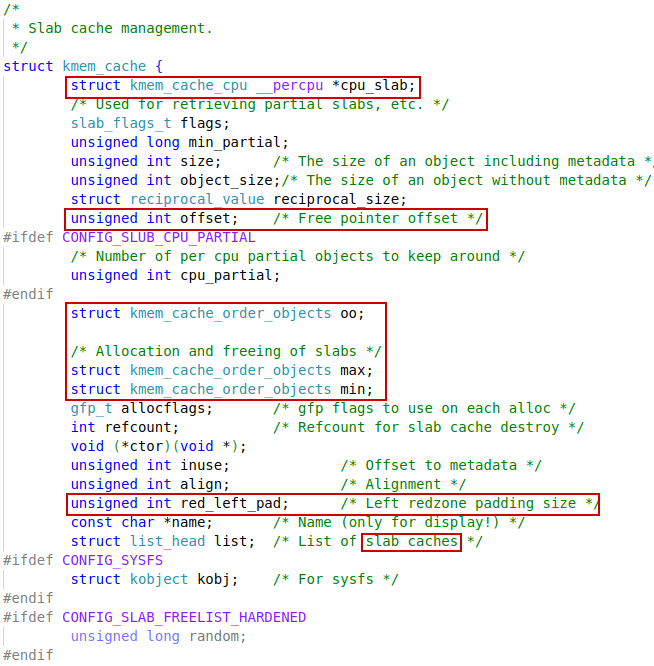 /*
 * Slab cache management.
 */
struct kmem_cache {
        struct kmem_cache_cpu __percpu *cpu_slab;
        /* Used for retrieving partial slabs, etc. */
        slab_flags_t flags;
        unsigned long min_partial;
        unsigned int size;      /* The size of an object including metadata */
        unsigned int object_size;/* The size of an object without metadata */
        struct reciprocal_value reciprocal_size;
        unsigned int offset;    /* Free pointer offset */
#ifdef CONFIG_SLUB_CPU_PARTIAL
        /* Number of per cpu partial objects to keep around */
        unsigned int cpu_partial;
#endif
        struct kmem_cache_order_objects oo;

        /* Allocation and freeing of slabs */
        struct kmem_cache_order_objects max;
        struct kmem_cache_order_objects min;
        gfp_t allocflags;       /* gfp flags to use on each alloc */
        int refcount;           /* Refcount for slab cache destroy */
        void (*ctor)(void *);
        unsigned int inuse;             /* Offset to metadata */
        unsigned int align;             /* Alignment */
        unsigned int red_left_pad;      /* Left redzone padding size */
        const char *name;       /* Name (only for display!) */
        struct list_head list;  /* List of slab caches */
#ifdef CONFIG_SYSFS
        struct kobject kobj;    /* For sysfs */
#endif
#ifdef CONFIG_SLAB_FREELIST_HARDENED
        unsigned long random;
#endif